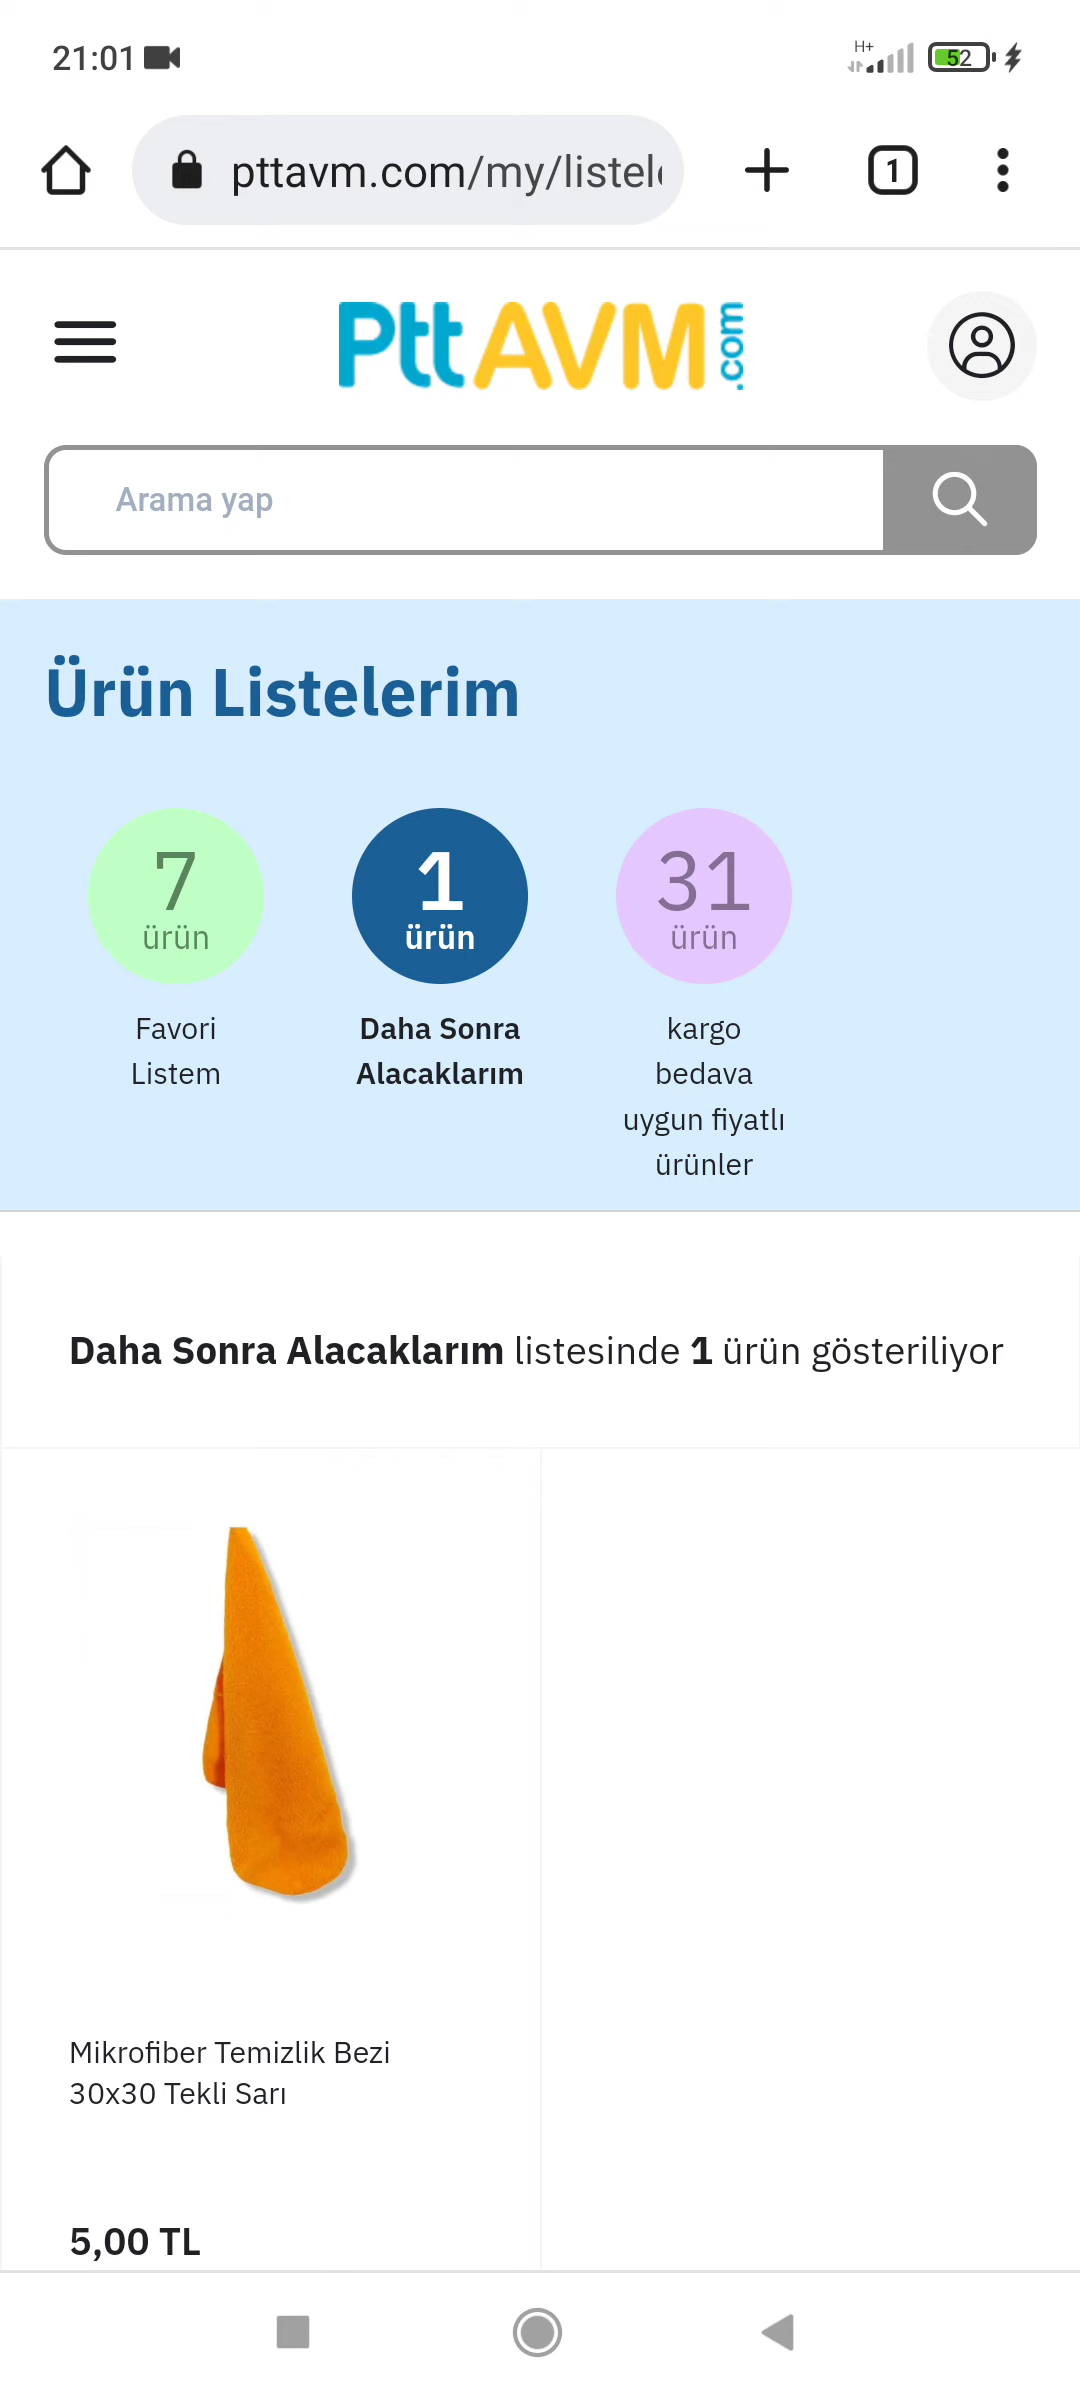 21:01
H+
52
pttavm.com/my/listel
1
PttAVM.com
Arama yap
Ürün Listelerim
7
ürün
Favori
Listem
1
ürün
Daha Sonra
Alacaklarım
31
ürün
kargo
bedava
uygun fiyatlı
ürünler
Daha Sonra Alacaklarım listesinde 1 ürün gösteriliyor
Mikrofiber Temizlik Bezi
30x30 Tekli Sarı
5,00 TL